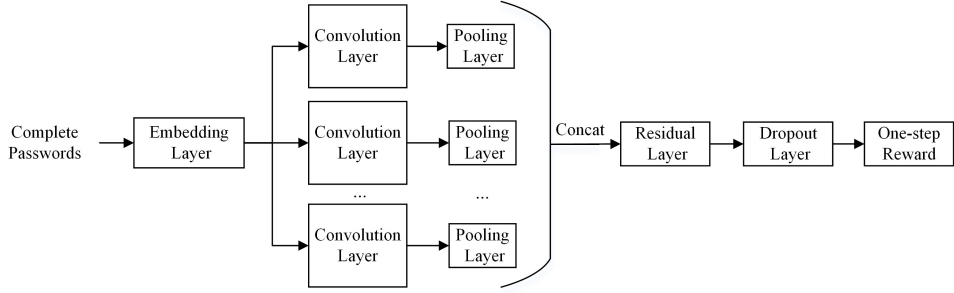 Complete
Passwords
Embedding
Layer
Convolution
Layer
Pooling
Layer
Convolution
Layer
Pooling
Layer
...
...
Convolution
Layer
Pooling
Layer
Concat
Residual
Layer
Dropout
Layer
One-step
Reward